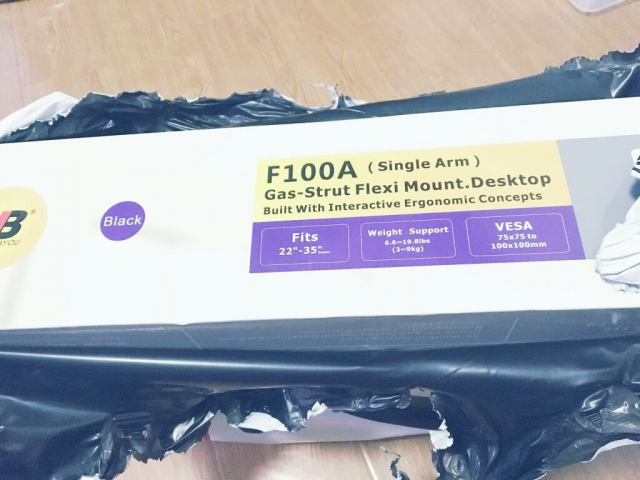 B®
AYOU
Black
F100A (Single Arm)
Gas-Strut Flexi Mount.Desktop
Built With Interactive Ergonomic Concepts
Fits
22"-35"
Weight Support
6.6~19.8lbs
(3~9kg)
VESA
75x75 to
100x100mm